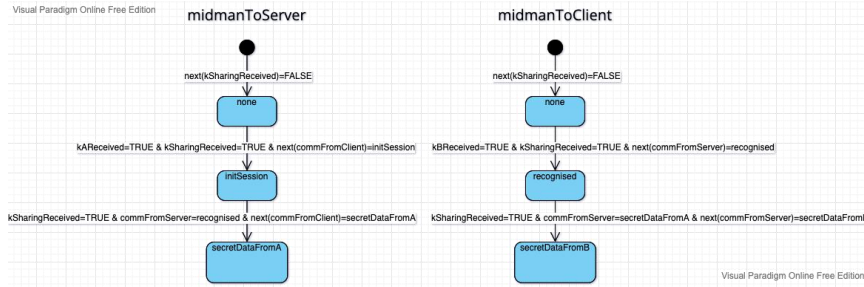 Visual Paradigm Online Free Edition
midmanToServer
midmanToClient
next(kSharingReceived)=FALSE
next(kSharingReceived)=FALSE
none
none
kAReceived=TRUE & kSharingReceived=TRUE & next(commFromClient)=initSession
kBReceived=TRUE & kSharingReceived=TRUE & next(commFromServer)=recognised
initSession
recognised
kSharingReceived=TRUE & commFromServer=recognised & next(commFromClient)=secretDataFromA
kSharingReceived=TRUE & commFromServer=secretDataFromA & next(commFromServer)=secretDataFrom
secretDataFromA
secretDataFromB
Visual Paradigm Online Free Edition